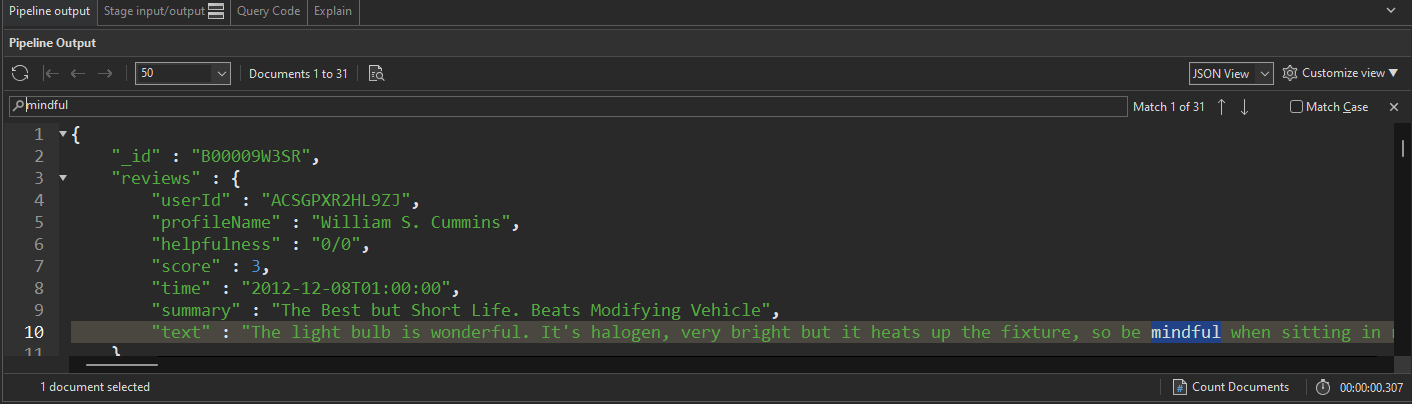 Pipeline output Stage input/output Query Code Explain
Pipeline Output
50 Documents 1 to 31 JSON View Customize view
mindful Match 1 of 31 Match Case
1 {
2 "_id" : "B00009W3SR",
3 "reviews" : {
4 "userId" : "ACSGPXR2HL9ZJ",
5 "profileName" : "William S. Cummins",
6 "helpfulness" : "0/0",
7 "score" : 3,
8 "time" : "2012-12-08T01:00:00",
9 "summary" : "The Best but Short Life. Beats Modifying Vehicle",
10 "text" : "The light bulb is wonderful. It's halogen, very bright but it heats up the fixture, so be mindful when sitting in
11 }
1 document selected Count Documents 00:00:00.307